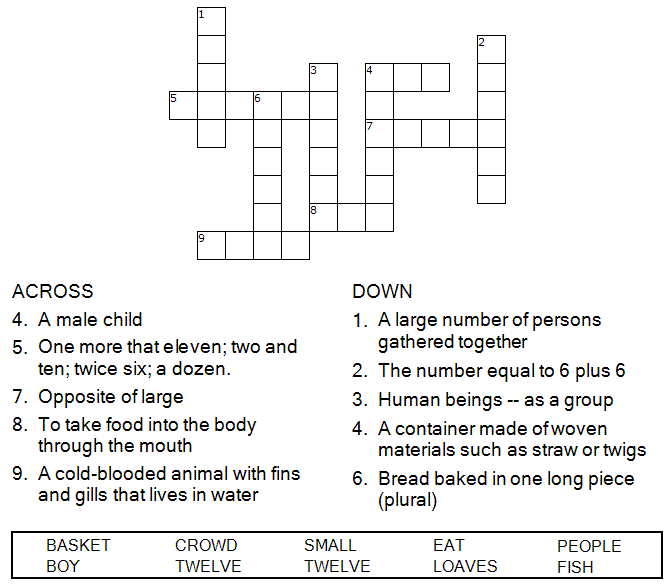 1
2
3
4
5
6
7
8
9
ACROSS
4. A male child
5. One more that eleven; two and
ten; twice six; a dozen.
7. Opposite of large
8. To take food into the body
through the mouth
9. A cold-blooded animal with fins
and gills that lives in water
DOWN
1. A large number of persons
gathered together
2. The number equal to 6 plus 6
3. Human beings -- as a group
4. A container made of woven
materials such as straw or twigs
6. Bread baked in one long piece
(plural)
BASKET CROWD SMALL EAT PEOPLE
BOY TWELVE TWELVE LOAVES FISH